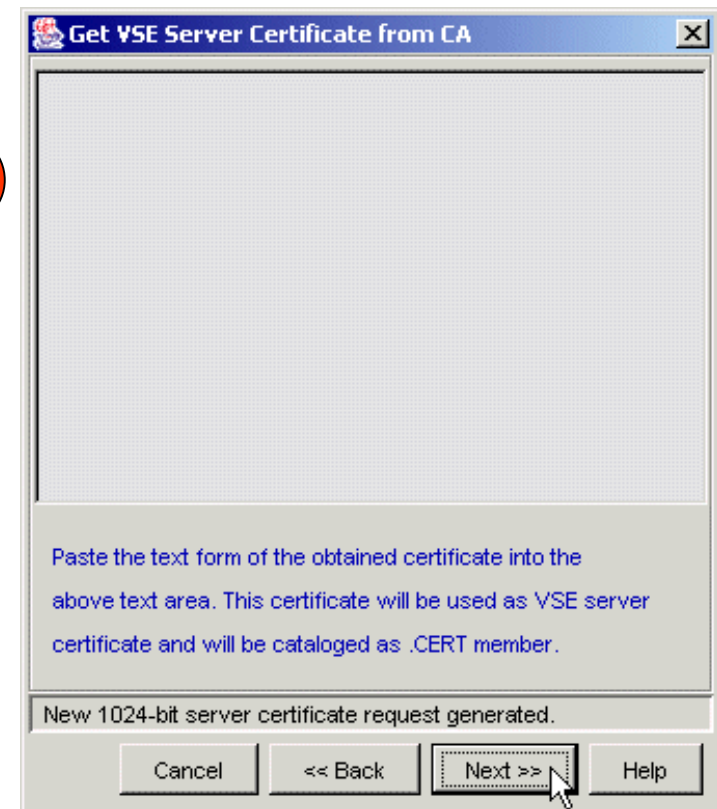 Get VSE Server Certificate from CA
Paste the text form of the obtained certificate into the
above text area. This certificate will be used as VSE server
certificate and will be cataloged as .CERT member.
New 1024-bit server certificate request generated.
Cancel << Back Next >> Help